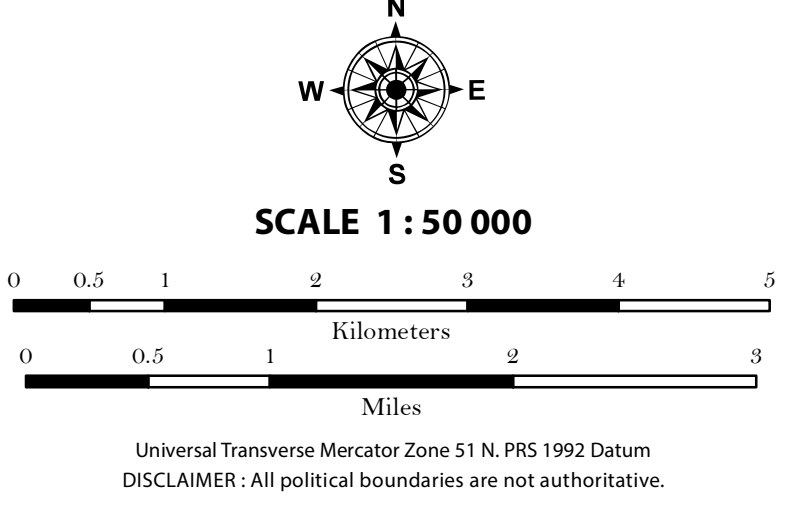 N
W E
S
SCALE 1 : 50 000
0 0.5 1 2 3 4 5
Kilometers
0 0.5 1 2 3
Miles
Universal Transverse Mercator Zone 51 N. PRS 1992 Datum
DISCLAIMER : All political boundaries are not authoritative.